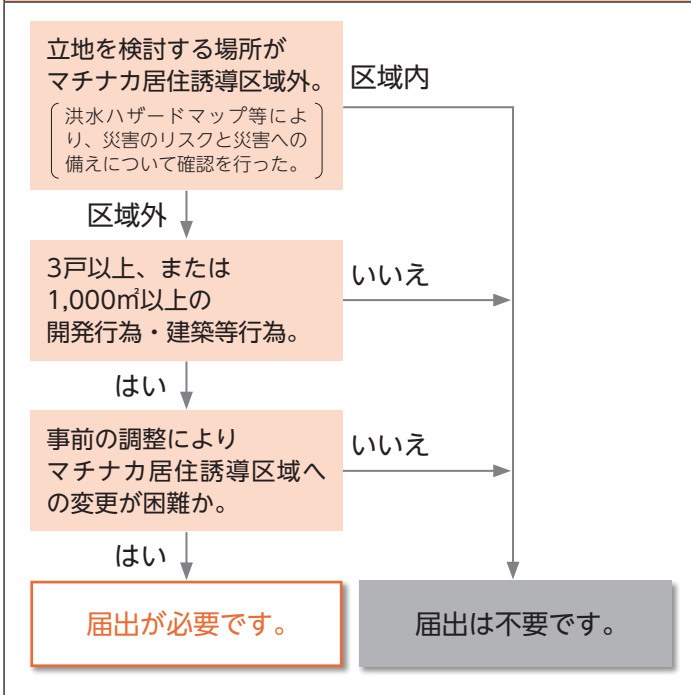 立地を検討する場所が
マチナカ居住誘導区域外。
洪水ハザードマップ等によ
り、災害のリスクと災害への
備えについて確認を行った。
区域内
区域外
3戸以上、または
1,000㎡以上の
開発行為・建築等行為。
いいえ
はい
事前の調整により
マチナカ居住誘導区域へ
の変更が困難か。
いいえ
はい
届出が必要です。
届出は不要です。